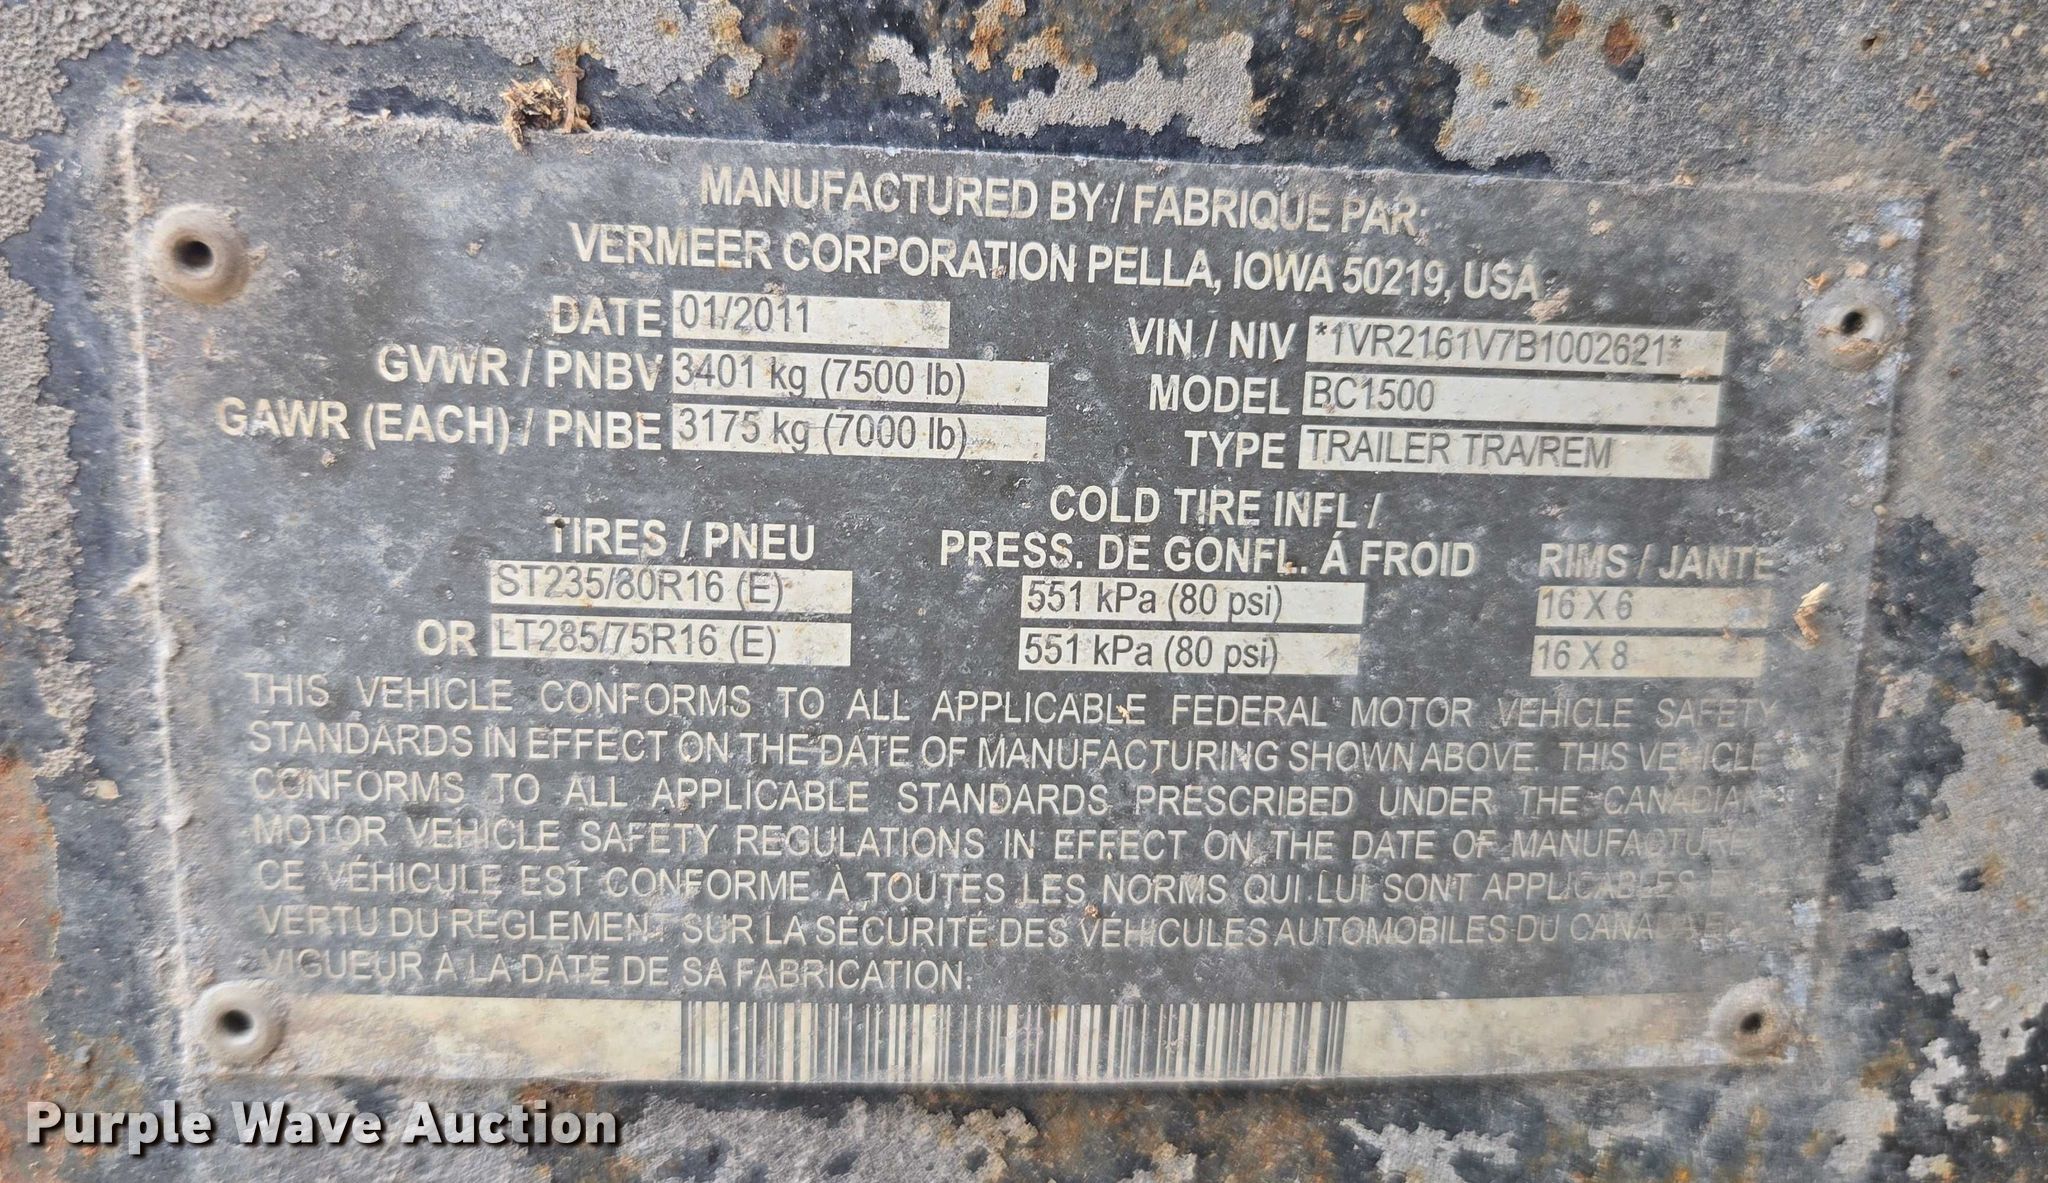 MANUFACTURED BY / FABRIQUE PAR:
VERMEER CORPORATION PELLA, IOWA 50219, USA
DATE 01/2011
VIN / NIV *1VR2161V7B1002621*
GVWR / PNBV 3401 kg (7500 lb)
MODEL BC1500
GAWR (EACH) / PNBE 3175 kg (7000 lb)
TYPE TRAILER TRA/REM
TIRES / PNEU
COLD TIRE INFL /
PRESS. DE GONFL. Á FROID
RIMS / JANTE
ST235/80R16 (E) 551 kPa (80 psi) 16 X 6
OR LT285/75R16 (E) 551 kPa (80 psi) 16 X 8
THIS VEHICLE CONFORMS TO ALL APPLICABLE FEDERAL MOTOR VEHICLE SAFETY
STANDARDS IN EFFECT ON THE DATE OF MANUFACTURING SHOWN ABOVE. THIS VEHICLE
CONFORMS TO ALL APPLICABLE STANDARDS PRESCRIBED UNDER THE CANADIAN
MOTOR VEHICLE SAFETY REGULATIONS IN EFFECT ON THE DATE OF MANUFACTURE
CE VÉHICULE EST CONFORME À TOUTES LES NORMS QUI LUI SONT APPLICABLES
VERTU DU RÈGLEMENT SUR LA SÉCURITÉ DES VÉHICULES AUTOMOBILES DU CANADA EN
VIGUEUR A LA DATE DE SA FABRICATION:
Purple Wave Auction